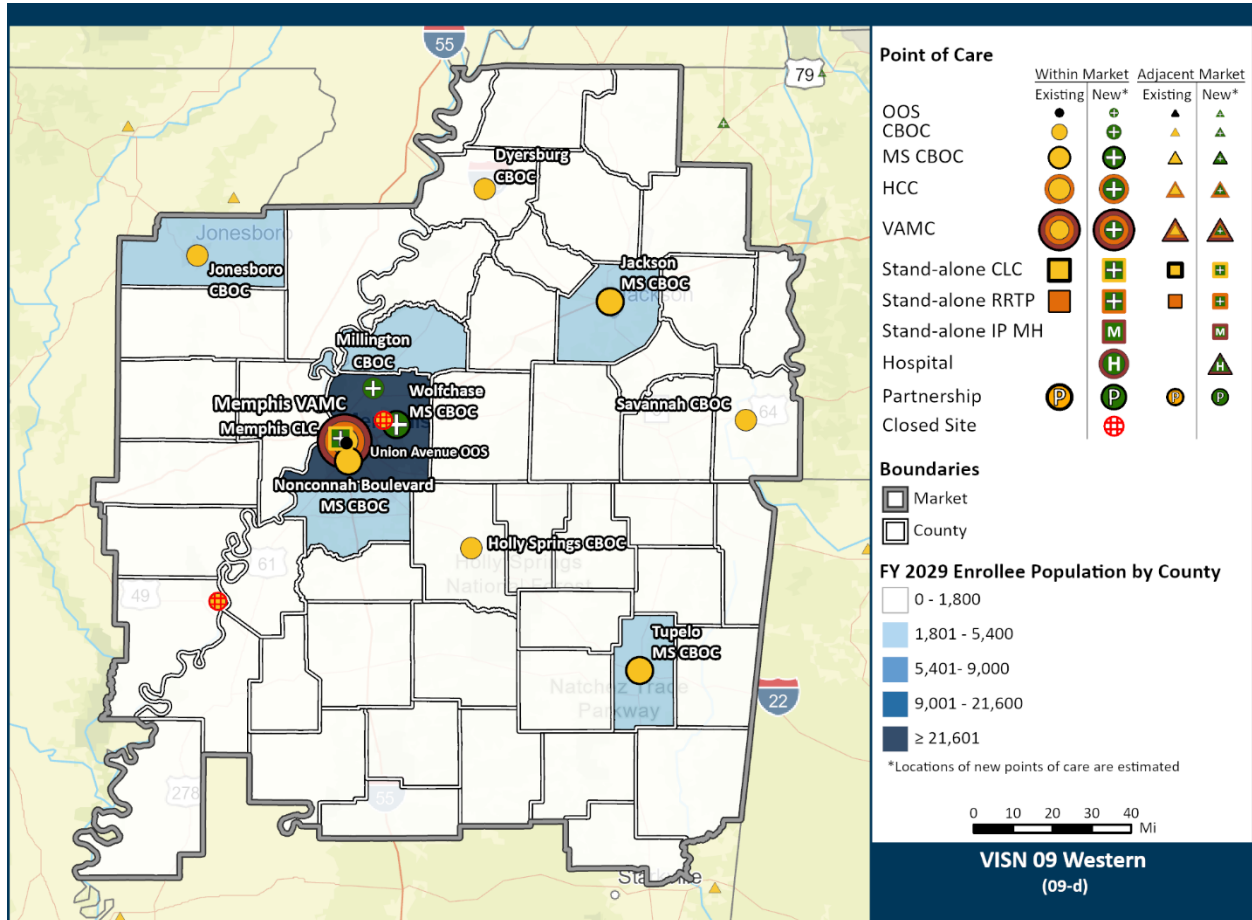 55
79
Dyersburg
CBOC
Jonesboro
Jonesboro
CBOC
Jackson
MS CBOC
Jackson
Millington
CBOC
Wolfchase
MS CBOC
Memphis VAMC
Memphis CLC
Savannah CBOC
64
Union Avenue OOS
Nonconnah Boulevard
MS CBOC
Holly Springs CBOC
Holly Springs
National Forest
61
49
Tupelo
MS CBOC
Natchez Trace
Parkway
22
278
55
Starkville
Point of Care
Within Market Adjacent Market
Existing New* Existing New*
OOS
CBOC
MS CBOC
HCC
VAMC
Stand-alone CLC
Stand-alone RRTP
Stand-alone IP MH M M
Hospital H H
Partnership P P P P
Closed Site
Boundaries
Market
County
FY 2029 Enrollee Population by County
0 - 1,800
1,801 - 5,400
5,401- 9,000
9,001 - 21,600
≥ 21,601
*Locations of new points of care are estimated
0 10 20 30 40
Mi
VISN 09 Western
(09-d)